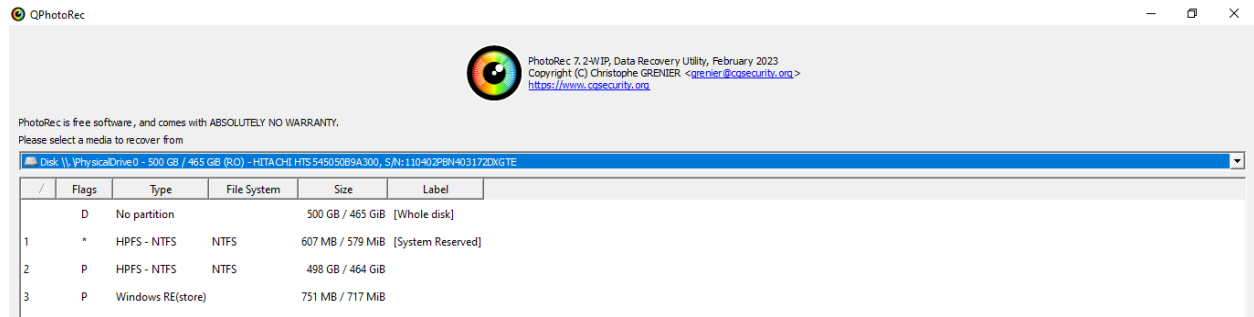 QPhotoRec
PhotoRec 7.2-WIP, Data Recovery Utility, February 2023
Copyright (C) Christophe GRENIER <grenier@cgsecurity.org>
https://www.cgsecurity.org
PhotoRec is free software, and comes with ABSOLUTELY NO WARRANTY.
Please select a media to recover from
Disk \\.\PhysicalDrive0 - 500 GB / 465 GiB (RO) - HITACHI HTS545050B9A300, S/N:110402PBN403172DXGTE
/ Flags Type File System Size Label
D No partition 500 GB / 465 GiB [Whole disk]
1 * HPFS - NTFS NTFS 607 MB / 579 MiB [System Reserved]
2 P HPFS - NTFS NTFS 498 GB / 464 GiB
3 P Windows RE(store) 751 MB / 717 MiB